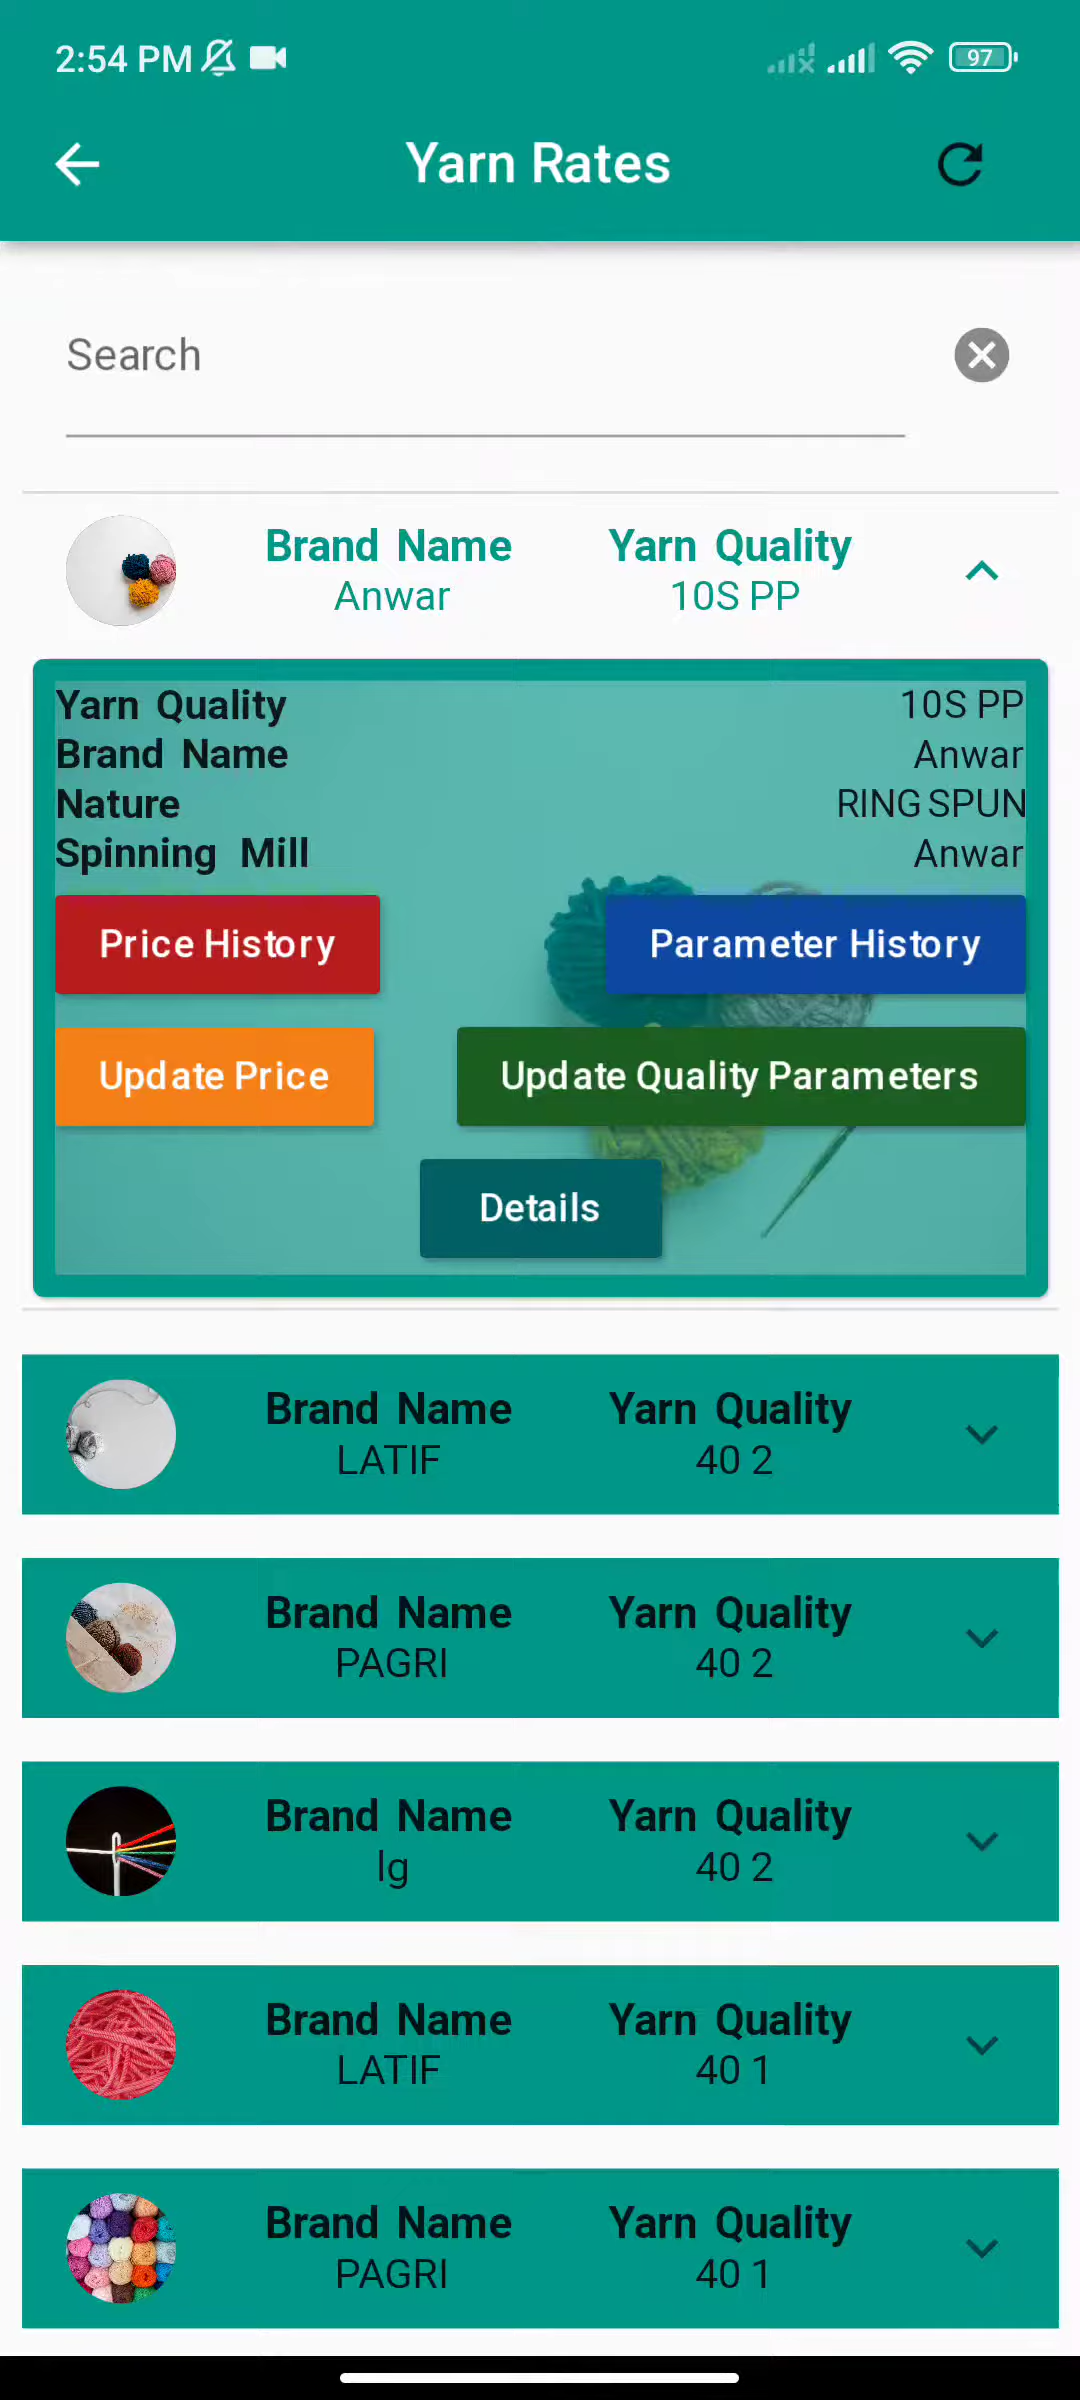 2:54 PM 97
Yarn Rates
Search
Brand Name Yarn Quality
Anwar 10S PP
Yarn Quality 10S PP
Brand Name Anwar
Nature RING SPUN
Spinning Mill Anwar
Price History Parameter History
Update Price Update Quality Parameters
Details
Brand Name Yarn Quality
LATIF 40 2
Brand Name Yarn Quality
PAGRI 40 2
Brand Name Yarn Quality
lg 40 2
Brand Name Yarn Quality
LATIF 40 1
Brand Name Yarn Quality
PAGRI 40 1